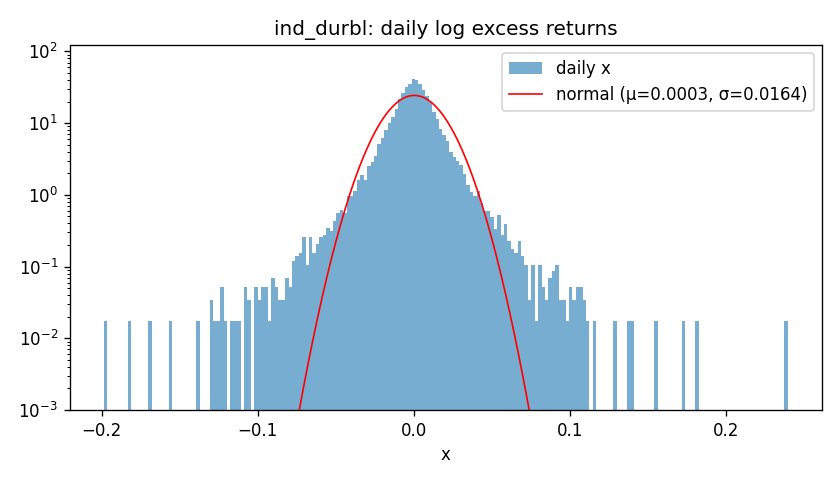 ind_durbl: daily log excess returns
daily x
normal (μ=0.0003, σ=0.0164)
10²
10¹
10⁰
10⁻¹
10⁻²
10⁻³
−0.2
−0.1
0.0
0.1
0.2
x